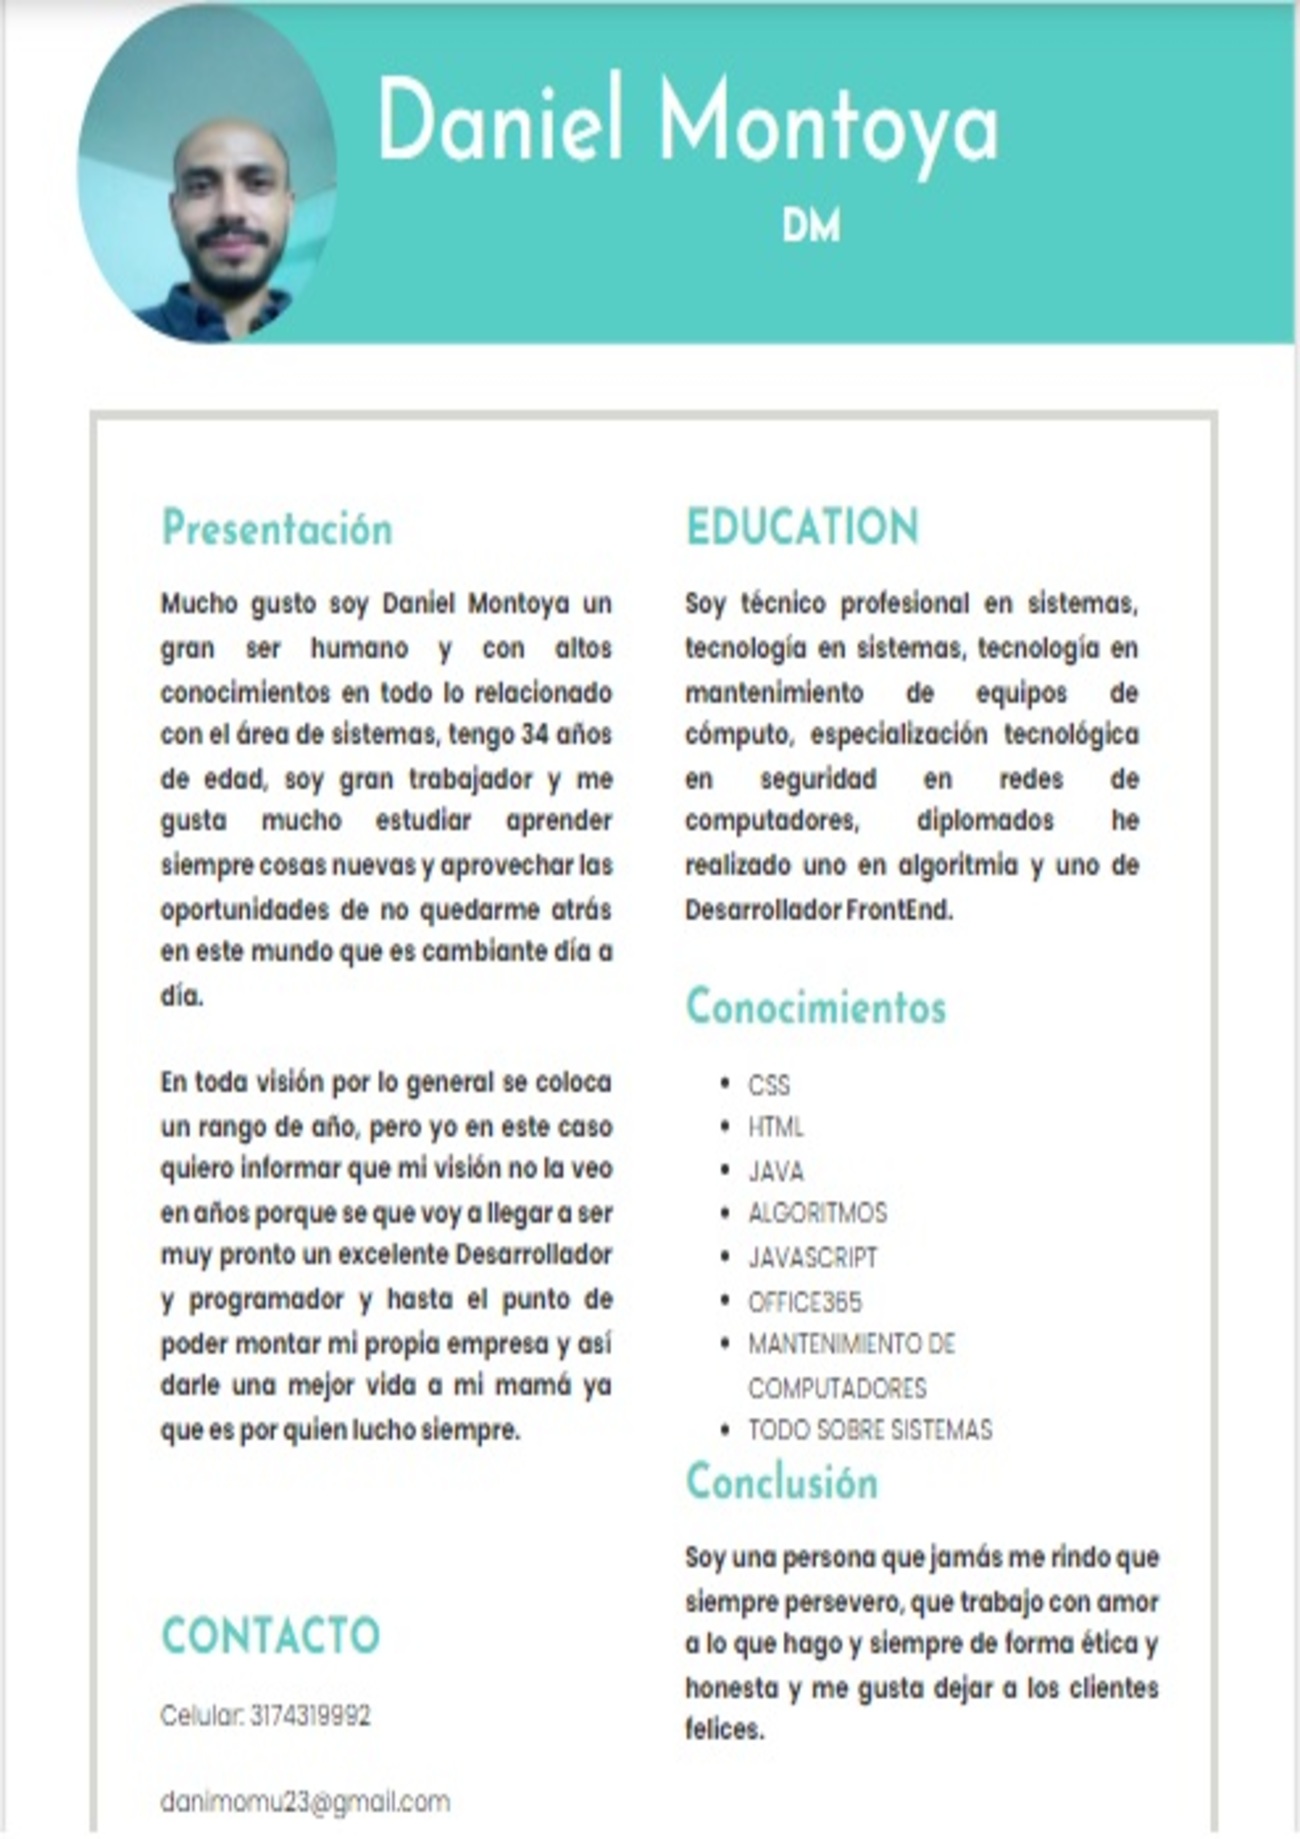 Daniel Montoya
DM
Presentación
Mucho gusto soy Daniel Montoya un
gran ser humano y con altos
conocimientos en todo lo relacionado
con el área de sistemas, tengo 34 años
de edad, soy gran trabajador y me
gusta mucho estudiar aprender
siempre cosas nuevas y aprovechar las
oportunidades de no quedarme atrás
en este mundo que es cambiante día a
día.
En toda visión por lo general se coloca
un rango de año, pero yo en este caso
quiero informar que mi visión no la veo
en años porque se que voy a llegar a ser
muy pronto un excelente Desarrollador
y programador y hasta el punto de
poder montar mi propia empresa y así
darle una mejor vida a mi mamá ya
que es por quien lucho siempre.
CONTACTO
Celular: 3174319992
danimomu23@gmail.com
EDUCATION
Soy técnico profesional en sistemas,
tecnología en sistemas, tecnología en
mantenimiento de equipos de
cómputo, especialización tecnológica
en seguridad en redes de
computadores, diplomados he
realizado uno en algoritmia y uno de
Desarrollador FrontEnd.
Conocimientos
• CSS
• HTML
• JAVA
• ALGORITMOS
• JAVASCRIPT
• OFFICE365
• MANTENIMIENTO DE
COMPUTADORES
• TODO SOBRE SISTEMAS
Conclusión
Soy una persona que jamás me rindo que
siempre persevero, que trabajo con amor
a lo que hago y siempre de forma ética y
honesta y me gusta dejar a los clientes
felices.